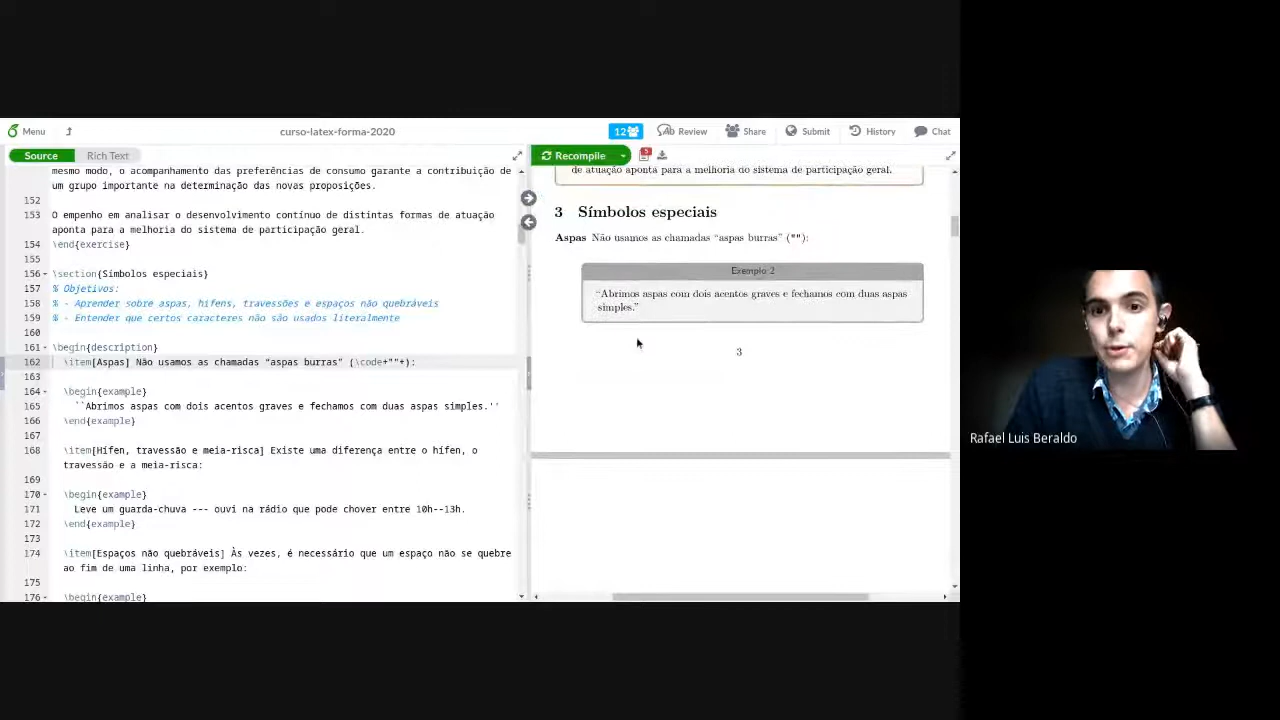 Menu
curso-latex-forma-2020
12
Review
Share
Submit
History
Chat
Source
Rich Text
Recompile
5
mesmo modo, o acompanhamento das preferências de consumo garante a contribuição de
um grupo importante na determinação das novas proposições.
152
153 O empenho em analisar o desenvolvimento contínuo de distintas formas de atuação
aponta para a melhoria do sistema de participação geral.
154 \end{exercise}
155
156 \section{Símbolos especiais}
157 % Objetivos:
158 % - Aprender sobre aspas, hífens, travessões e espaços não quebráveis
159 % - Entender que certos caracteres não são usados literalmente
160
161 \begin{description}
162 \item[Aspas] Não usamos as chamadas "aspas burras" (\code+""+):
163
164 \begin{example}
165 ``Abrimos aspas com dois acentos graves e fechamos com duas aspas simples.''
166 \end{example}
167
168 \item[Hífen, travessão e meia-risca] Existe uma diferença entre o hífen, o
travessão e a meia-risca:
169
170 \begin{example}
171 Leve um guarda-chuva --- ouvi na rádio que pode chover entre 10h--13h.
172 \end{example}
173
174 \item[Espaços não quebráveis] Às vezes, é necessário que um espaço não se quebre
ao fim de uma linha, por exemplo:
175
176 \begin{example}
de atuação aponta para a melhoria do sistema de participação geral.
3 Símbolos especiais
Aspas Não usamos as chamadas “aspas burras” (""):
Exemplo 2
“Abrimos aspas com dois acentos graves e fechamos com duas aspas
simples.”
3
Rafael Luis Beraldo